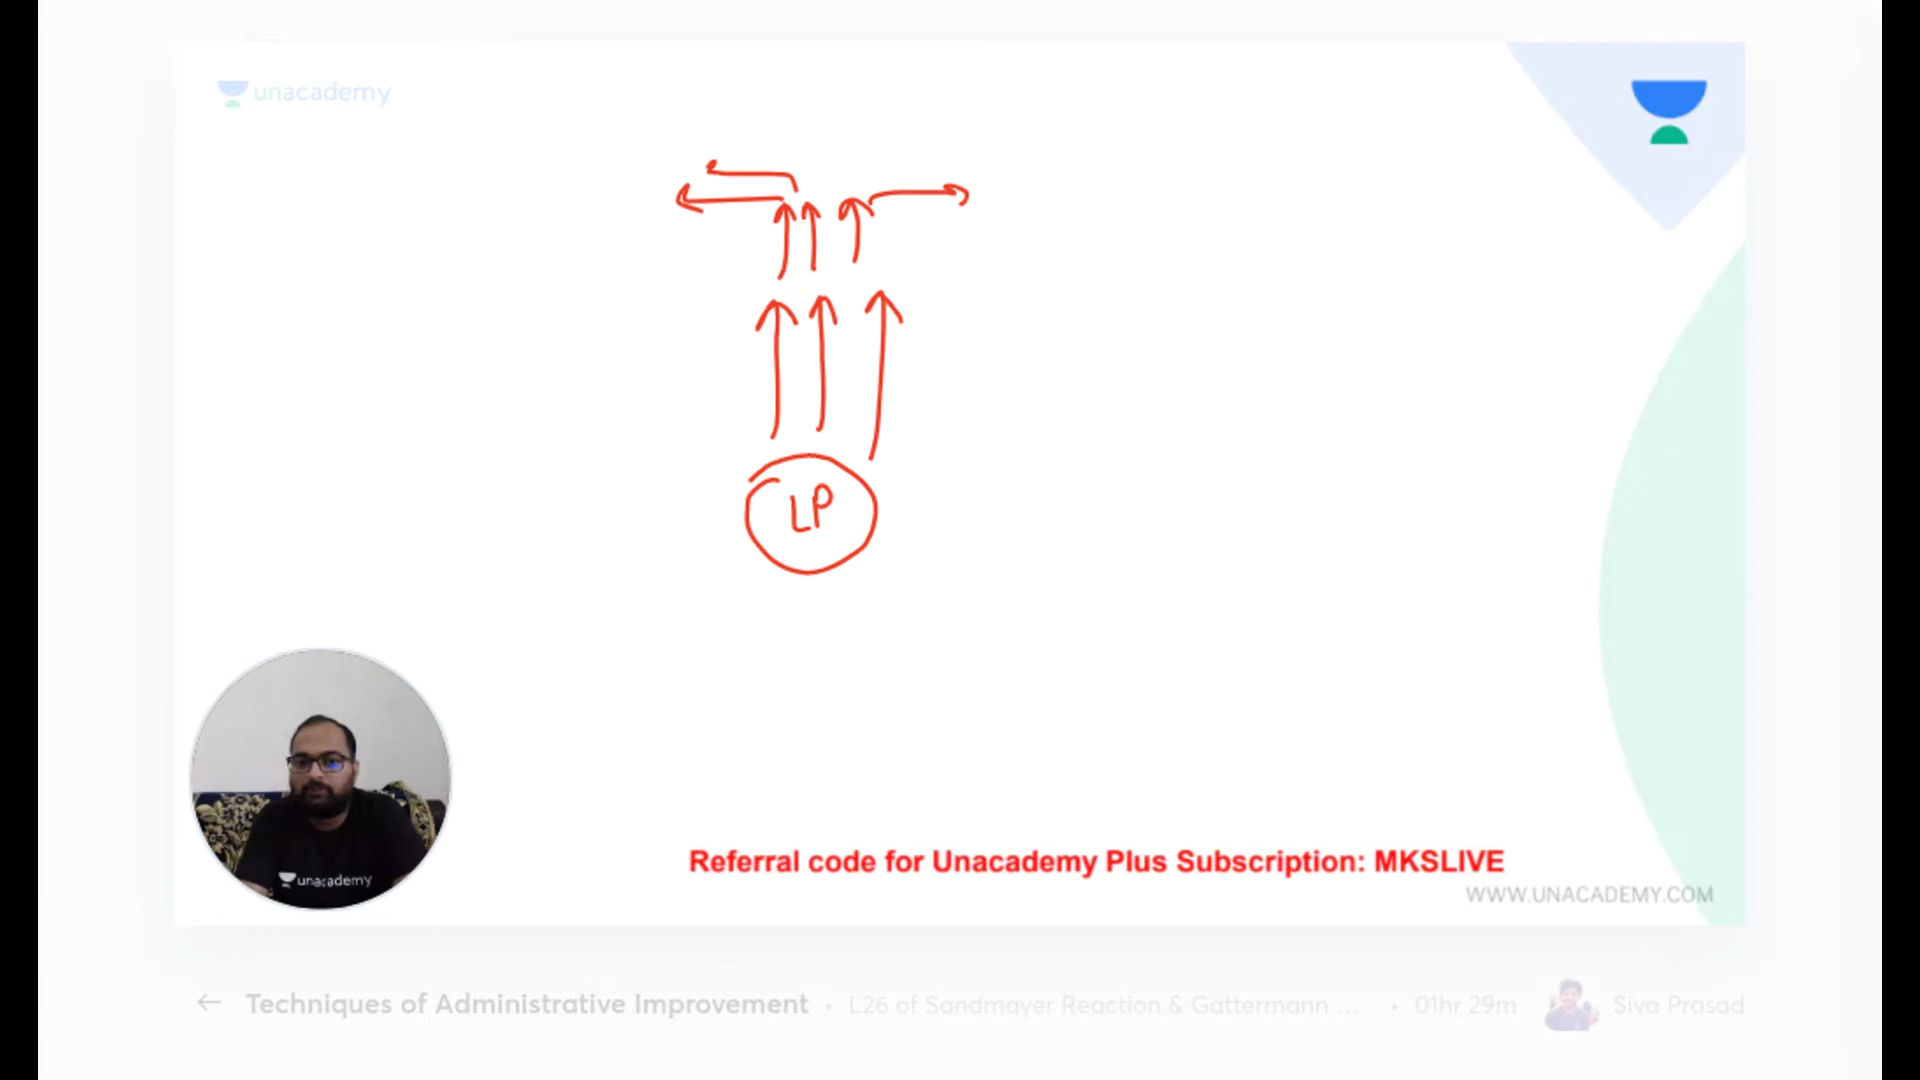 unacademy
LP
unacademy
Referral code for Unacademy Plus Subscription: MKSLIVE
WWW.UNACADEMY.COM
Techniques of Administrative Improvement • L26 of Sandmayer Reaction & Gattermann ... • 01hr 29m Siva Prasad